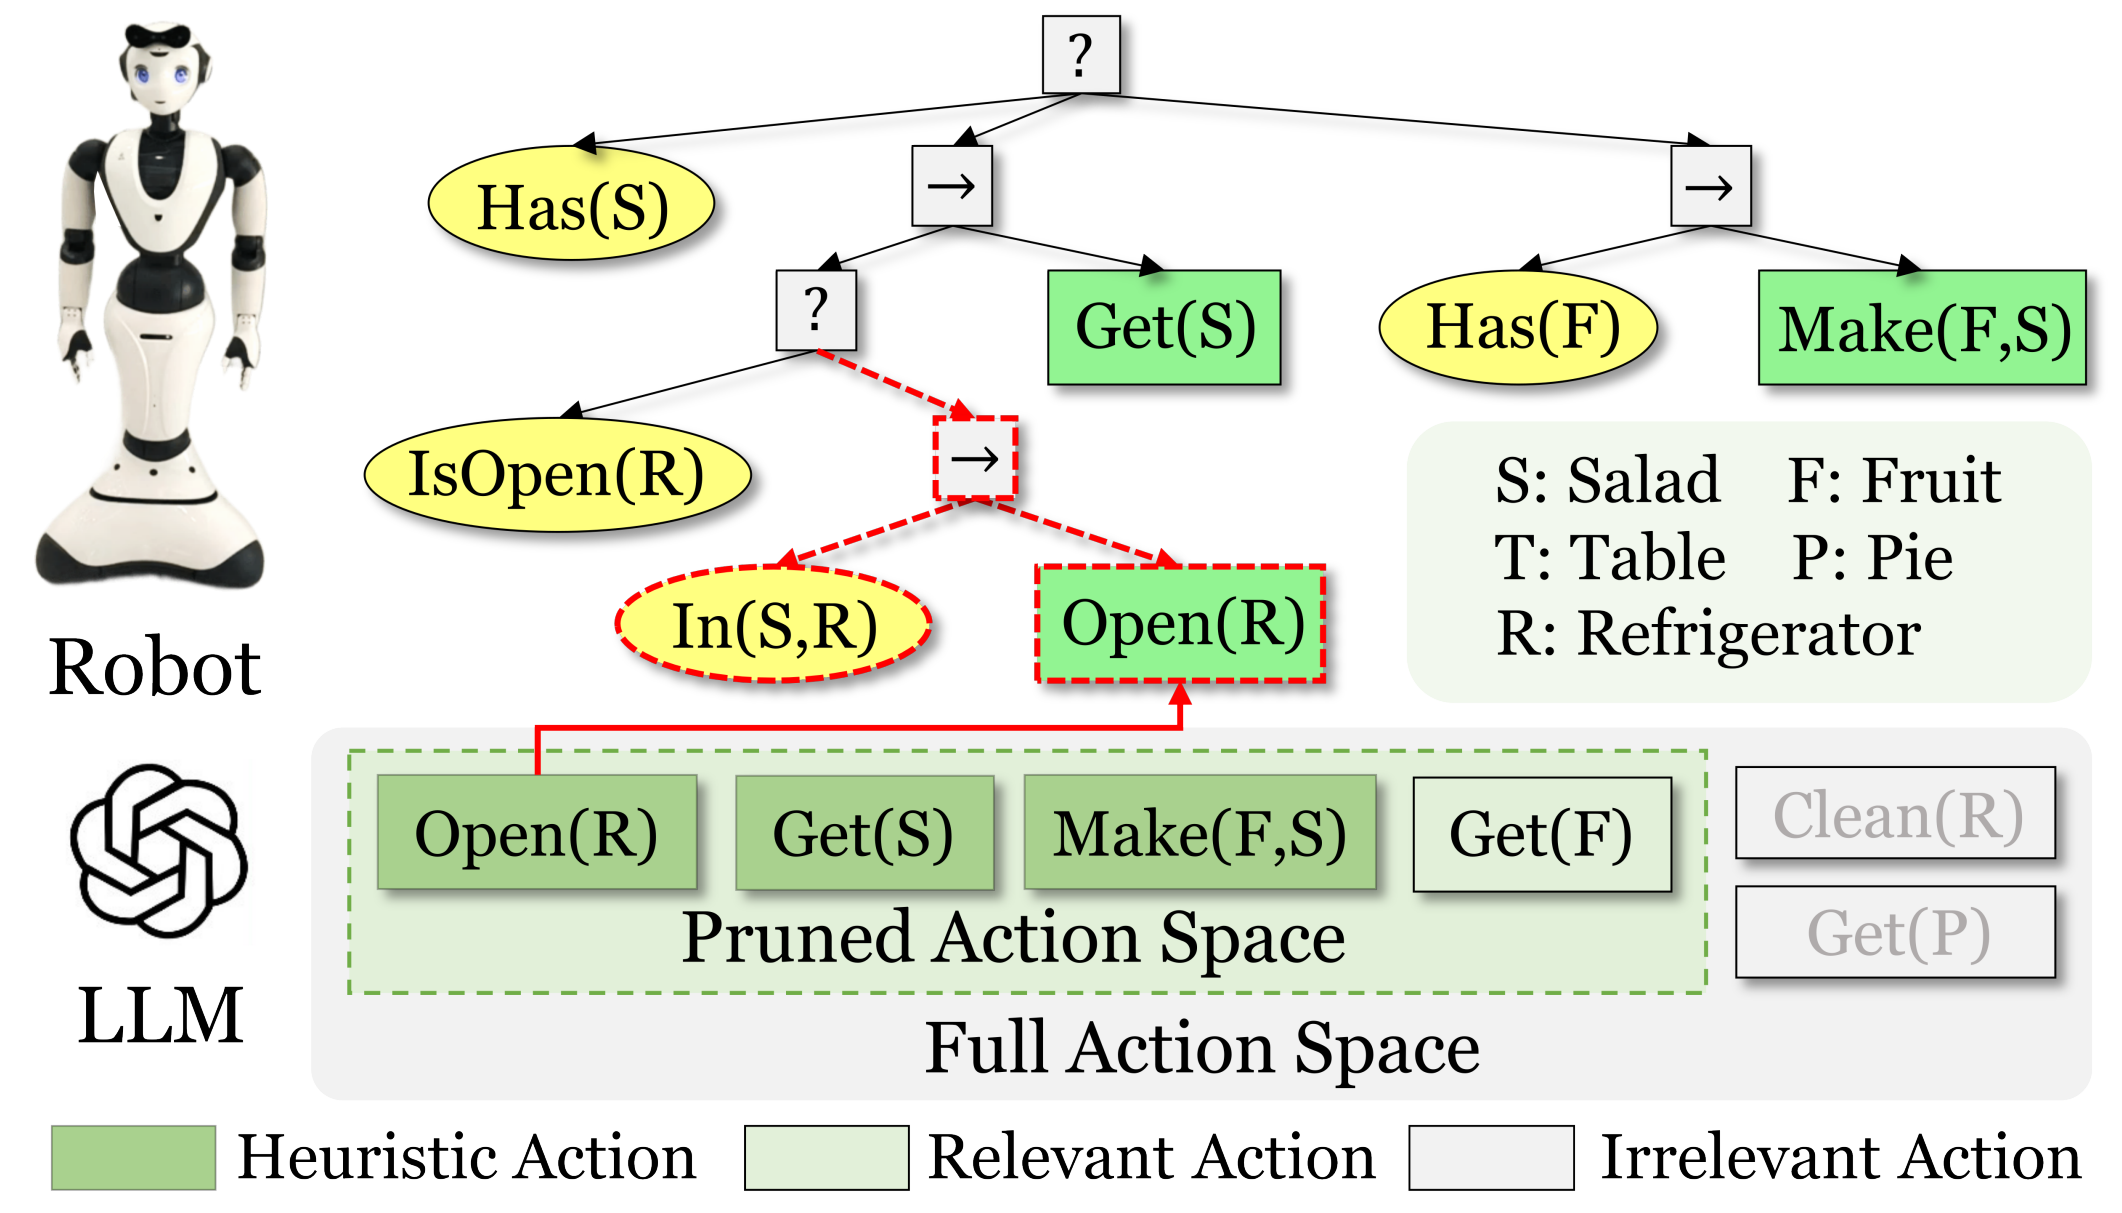 ?
Has(S)
→
→
?
Get(S)
Has(F)
Make(F,S)
IsOpen(R)
→
In(S,R)
Open(R)
S: Salad F: Fruit
T: Table P: Pie
R: Refrigerator
Robot
Open(R)
Get(S)
Make(F,S)
Get(F)
Clean(R)
Get(P)
Pruned Action Space
LLM
Full Action Space
Heuristic Action
Relevant Action
Irrelevant Action